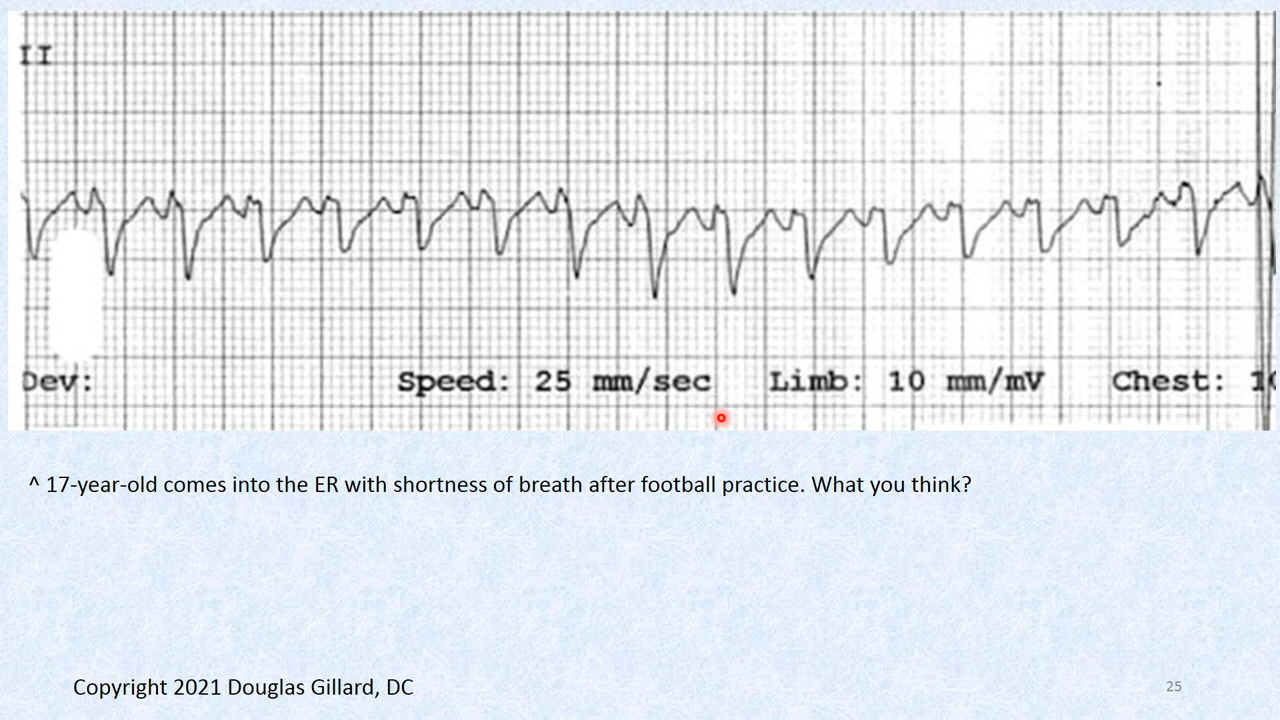 II
Dev: Speed: 25 mm/sec Limb: 10 mm/mV Chest: 10
^ 17-year-old comes into the ER with shortness of breath after football practice. What you think?
Copyright 2021 Douglas Gillard, DC
25